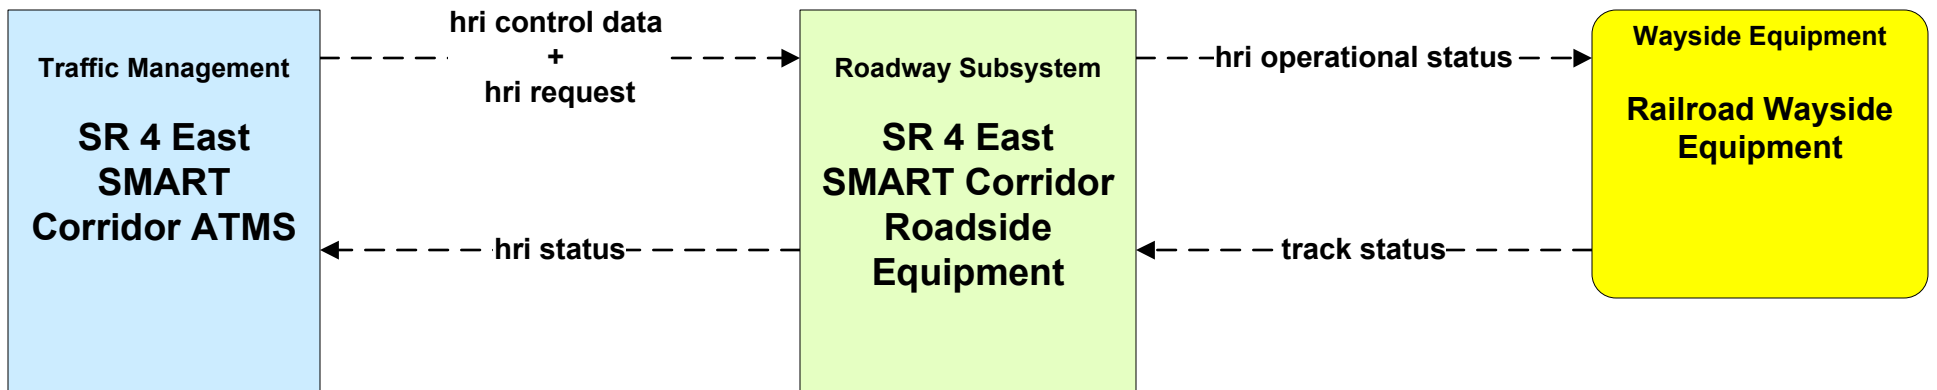 Traffic Management
SR 4 East
SMART
Corridor ATMS
hri control data
+
hri request
hri status
Roadway Subsystem
SR 4 East
SMART Corridor
Roadside
Equipment
hri operational status
track status
Wayside Equipment
Railroad Wayside
Equipment